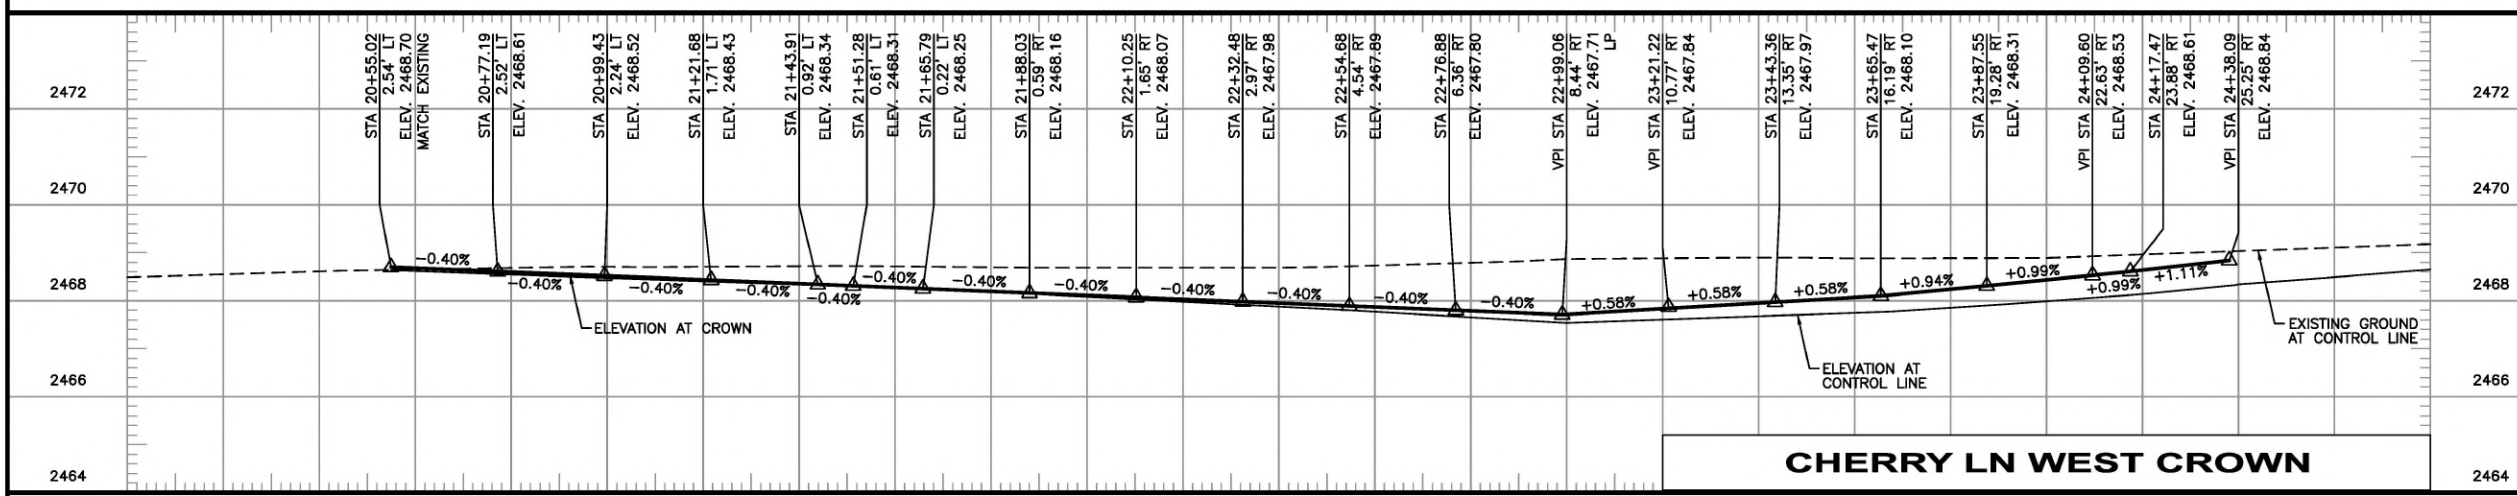 STA 20+55.02
2.54' LT
ELEV. 2468.70
MATCH EXISTING
STA 20+77.19
2.52' LT
ELEV. 2468.61
STA 20+99.43
2.24' LT
ELEV. 2468.52
STA 21+21.68
1.71' LT
ELEV. 2468.43
STA 21+43.91
0.92' LT
ELEV. 2468.34
STA 21+51.28
0.61' LT
ELEV. 2468.31
STA 21+65.79
0.22' LT
ELEV. 2468.25
STA 21+88.03
0.59' RT
ELEV. 2468.16
STA 22+10.25
1.65' RT
ELEV. 2468.07
STA 22+32.48
2.97' RT
ELEV. 2467.98
STA 22+54.68
4.54' RT
ELEV. 2467.89
STA 22+76.88
6.36' RT
ELEV. 2467.80
VPI STA 22+99.06
8.44' RT
ELEV. 2467.71
LP
VPI STA 23+21.22
10.77' RT
ELEV. 2467.84
STA 23+43.36
13.35' RT
ELEV. 2467.97
STA 23+65.47
16.19' RT
ELEV. 2468.10
STA 23+87.55
19.28' RT
ELEV. 2468.31
VPI STA 24+09.60
22.63' RT
ELEV. 2468.53
STA 24+17.47
23.88' RT
ELEV. 2468.61
VPI STA 24+38.09
25.25' RT
ELEV. 2468.84
2472 2472
2470 2470
2468 2468
2466 2466
2464 2464
-0.40%
-0.40%
-0.40%
-0.40%
-0.40%
-0.40%
-0.40%
-0.40%
-0.40%
-0.40%
-0.40%
-0.40%
+0.58%
+0.58%
+0.58%
+0.94%
+0.99%
+0.99%
+1.11%
ELEVATION AT CROWN
ELEVATION AT
CONTROL LINE
EXISTING GROUND
AT CONTROL LINE
CHERRY LN WEST CROWN